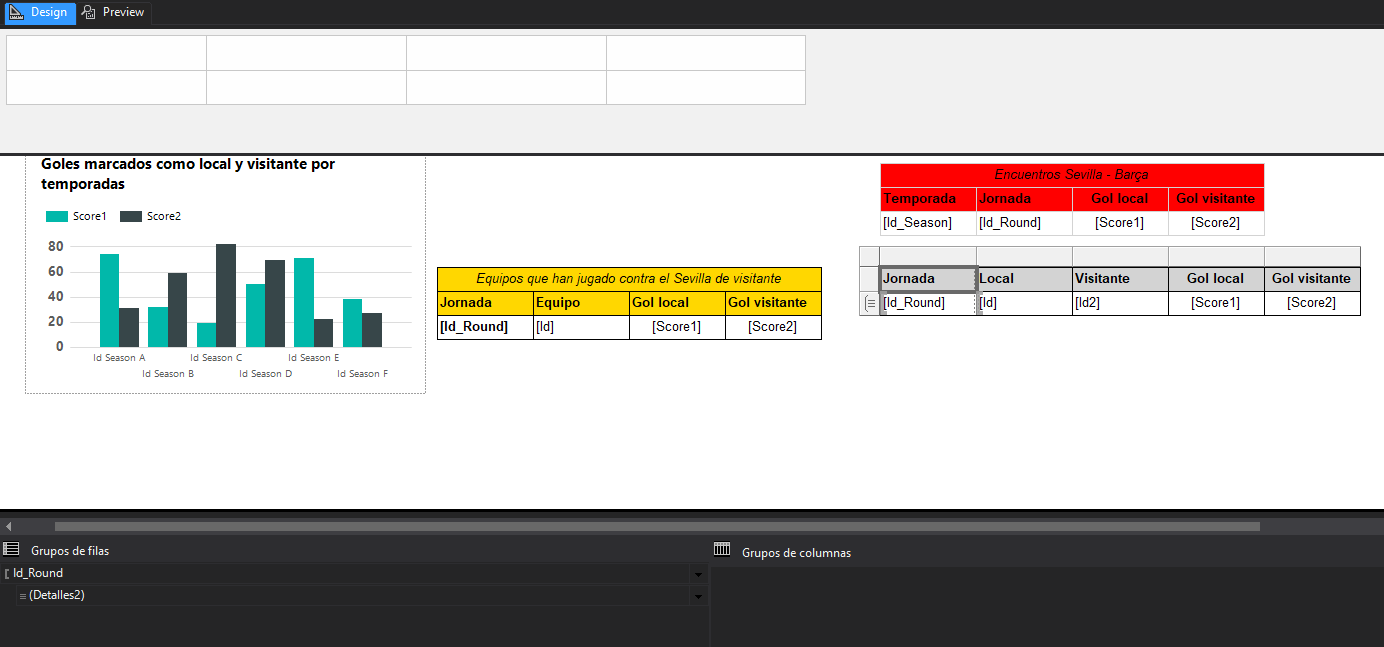 Design Preview
Goles marcados como local y visitante por
temporadas
Score1 Score2
80
60
40
20
0
Id Season A Id Season C Id Season E
Id Season B Id Season D Id Season F
Equipos que han jugado contra el Sevilla de visitante
Jornada Equipo Gol local Gol visitante
[Id_Round] [Id] [Score1] [Score2]
Encuentros Sevilla - Barça
Temporada Jornada Gol local Gol visitante
[Id_Season] [Id_Round] [Score1] [Score2]
Jornada Local Visitante Gol local Gol visitante
[Id_Round] [Id] [Id2] [Score1] [Score2]
Grupos de filas
Id_Round
(Detalles2)
Grupos de columnas